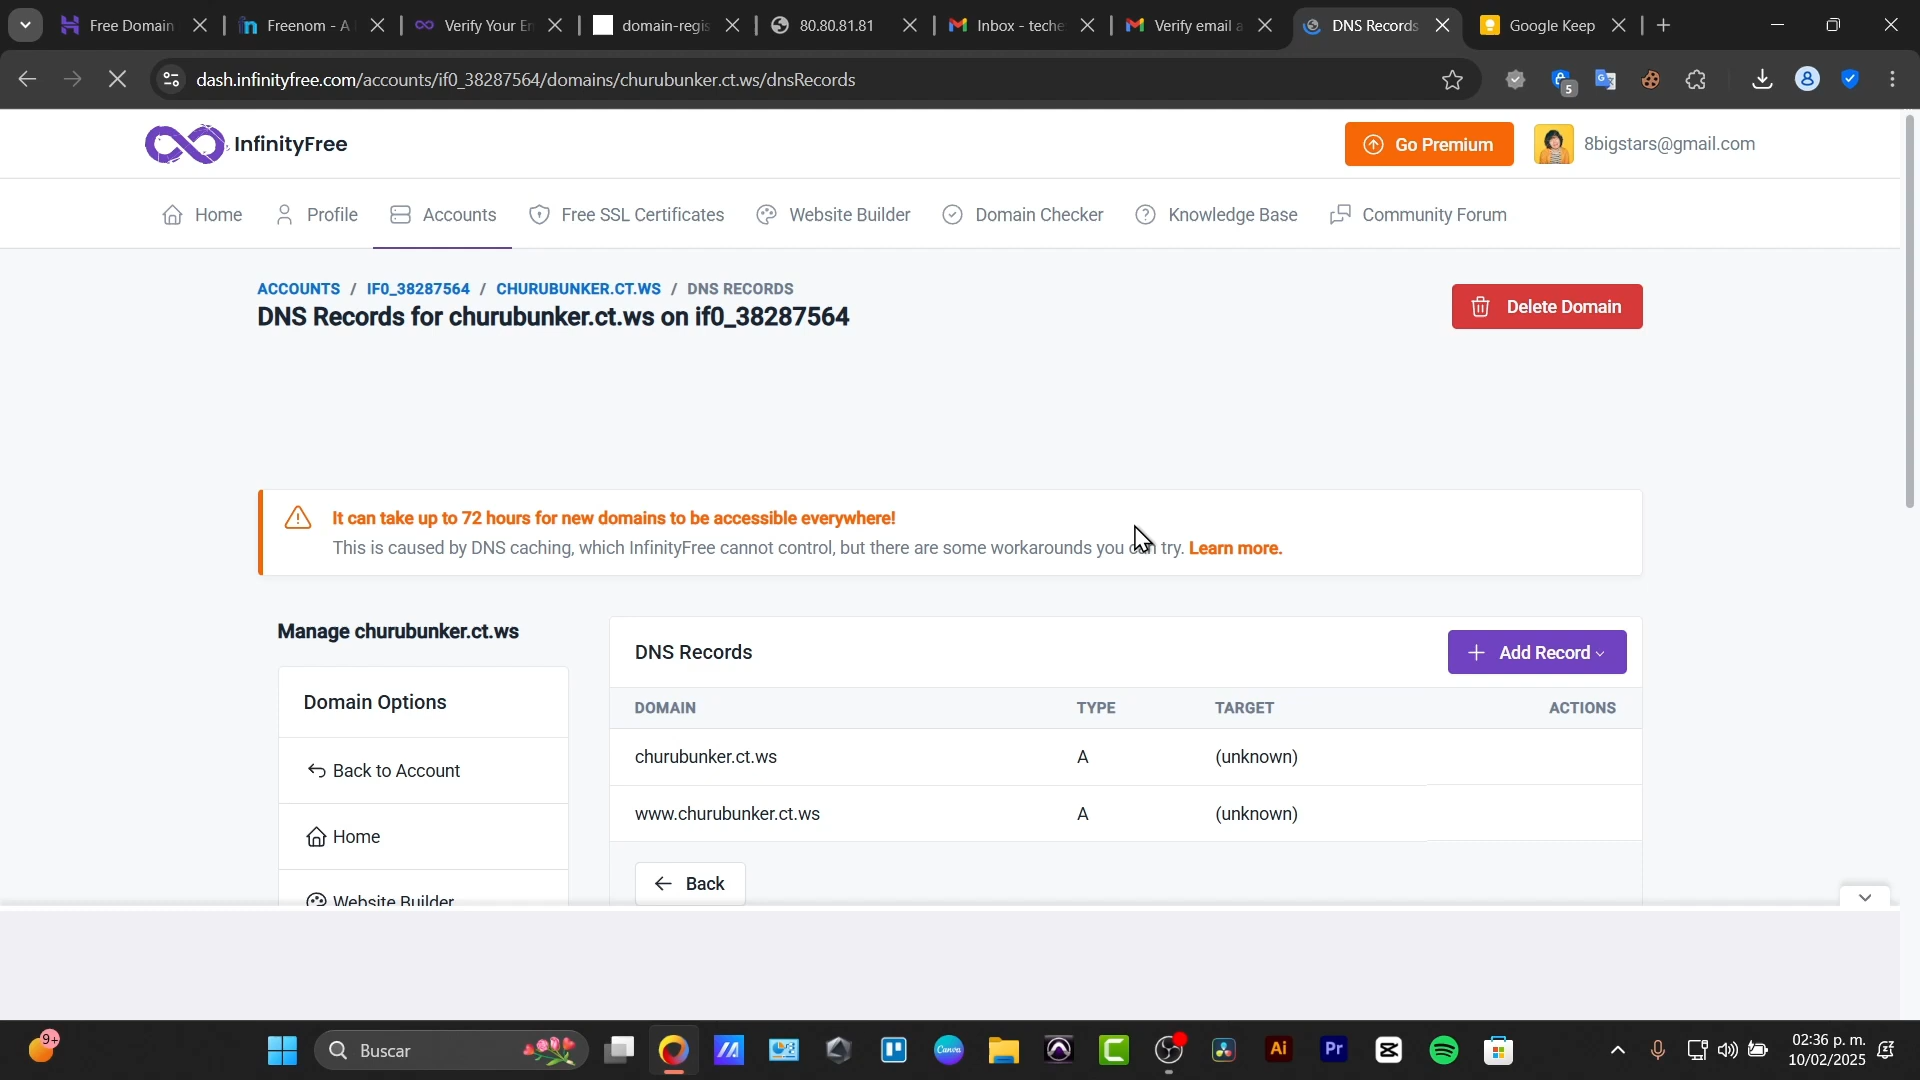 Free Domain
Freenom - A
Verify Your En
domain-regis
80.80.81.81
Inbox - teche
Verify email a
DNS Records
Google Keep
dash.infinityfree.com/accounts/if0_38287564/domains/churubunker.ct.ws/dnsRecords
5
InfinityFree
Go Premium
8bigstars@gmail.com
Home
Profile
Accounts
Free SSL Certificates
Website Builder
Domain Checker
Knowledge Base
Community Forum
ACCOUNTS / IF0_38287564 / CHURUBUNKER.CT.WS / DNS RECORDS
DNS Records for churubunker.ct.ws on if0_38287564
Delete Domain
It can take up to 72 hours for new domains to be accessible everywhere!
This is caused by DNS caching, which InfinityFree cannot control, but there are some workarounds you can try. Learn more.
Manage churubunker.ct.ws
DNS Records
Add Record
Domain Options
DOMAIN TYPE TARGET ACTIONS
churubunker.ct.ws A (unknown)
Back to Account
www.churubunker.ct.ws A (unknown)
Home
Back
Website Builder
9+
Buscar
Canva
Ai
Pr
02:36 p. m.
10/02/2025